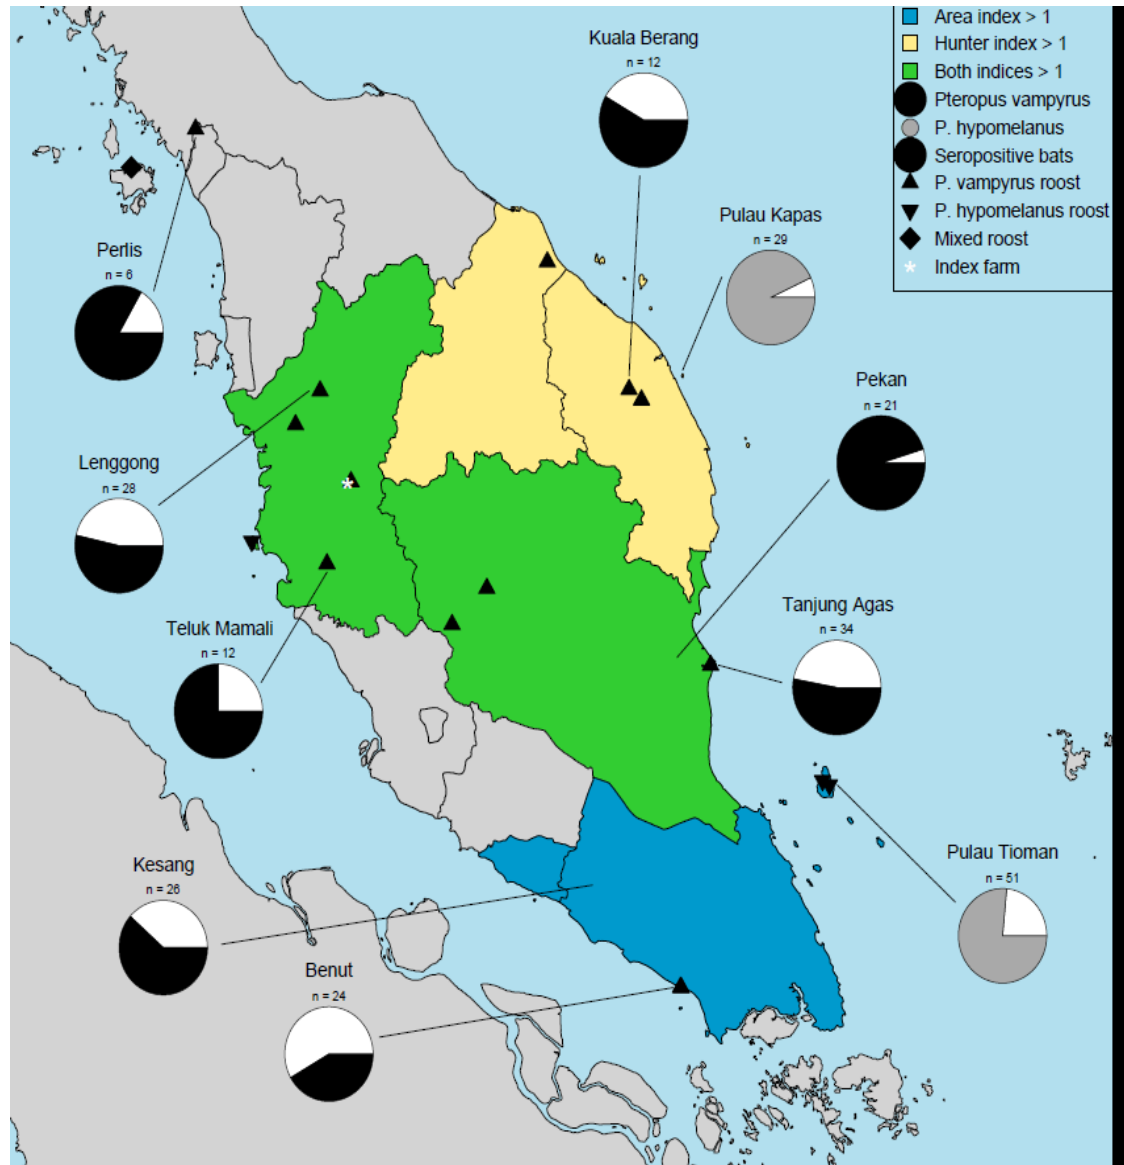 Area index > 1
Hunter index > 1
Both indices > 1
Pteropus vampyrus
P. hypomelanus
Seropositive bats
P. vampyrus roost
P. hypomelanus roost
Mixed roost
* Index farm
Kuala Berang
n = 12
Pulau Kapas
n = 29
Perlis
n = 6
Pekan
n = 21
Lenggong
n = 28
*
Tanjung Agas
n = 34
Teluk Mamali
n = 12
Pulau Tioman
n = 51
Kesang
n = 26
Benut
n = 24